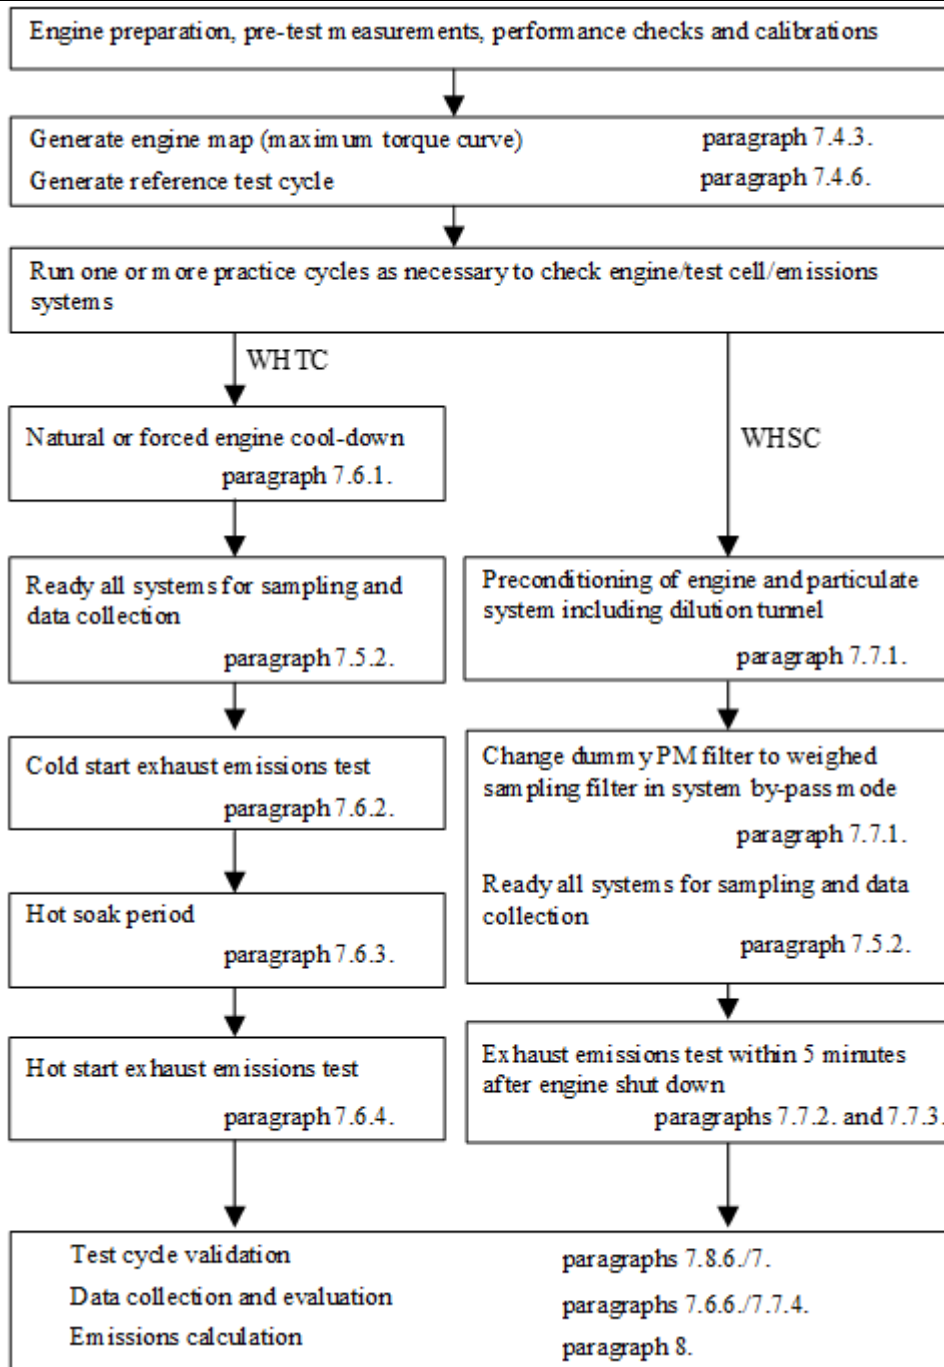 Engine preparation, pre-test measurements, performance checks and calibrations
Generate engine map (maximum torque curve) paragraph 7.4.3.
Generate reference test cycle paragraph 7.4.6.
Run one or more practice cycles as necessary to check engine/test cell/emissions
systems
WHTC
Natural or forced engine cool-down
paragraph 7.6.1.
Ready all systems for sampling and
data collection
paragraph 7.5.2.
Cold start exhaust emissions test
paragraph 7.6.2.
Hot soak period
paragraph 7.6.3.
Hot start exhaust emissions test
paragraph 7.6.4.
WHSC
Preconditioning of engine and particulate
system including dilution tunnel
paragraph 7.7.1.
Change dummy PM filter to weighed
sampling filter in system by-pass mode
paragraph 7.7.1.
Ready all systems for sampling and data
collection
paragraph 7.5.2.
Exhaust emissions test within 5 minutes
after engine shut down
paragraphs 7.7.2. and 7.7.3.
Test cycle validation paragraphs 7.8.6./7.
Data collection and evaluation paragraphs 7.6.6./7.7.4.
Emissions calculation paragraph 8.